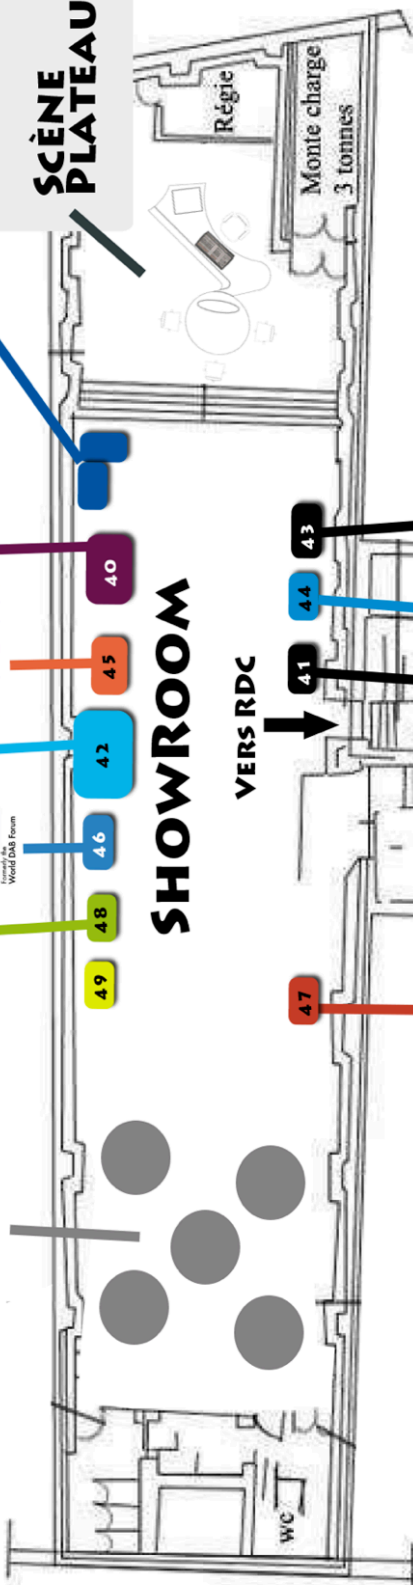 Formerly the
World DAB Forum
SCÈNE
PLATEAU
49
48
46
42
45
40
SHOWROOM
Régie
VERS RDC
47
41
44
43
Monte charge
3 tonnes
wc